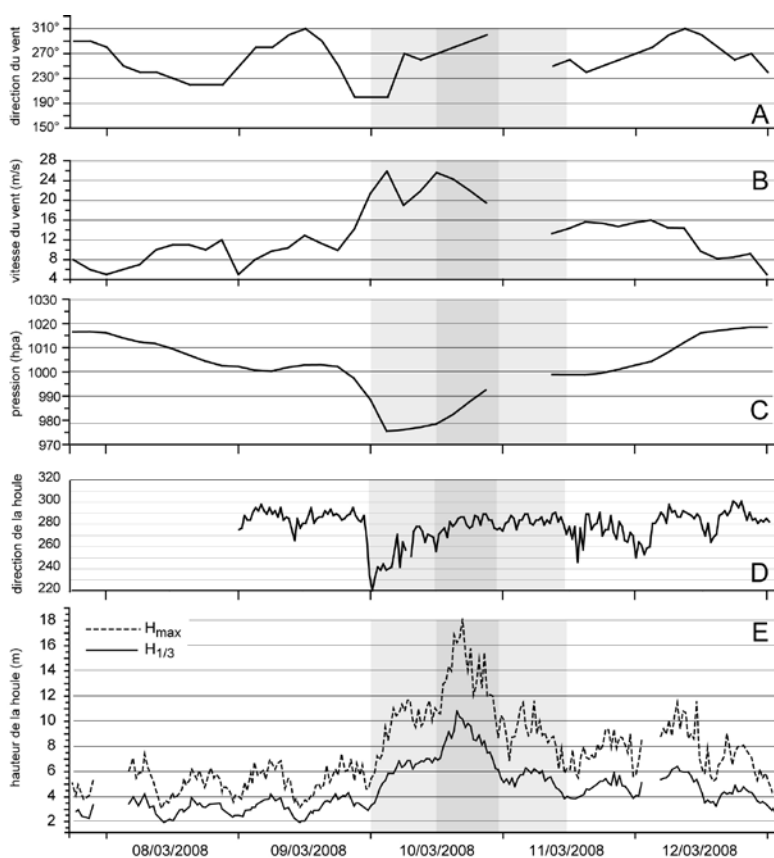 direction du vent
310°
270°
230°
190°
150°
A
vitesse du vent (m/s)
28
24
20
16
12
8
4
B
pression (hpa)
1030
1020
1010
1000
990
980
970
C
direction de la houle
320
300
280
260
240
220
D
hauteur de la houle (m)
18
16
14
12
10
8
6
4
2
Hmax
H1/3
E
08/03/2008 09/03/2008 10/03/2008 11/03/2008 12/03/2008